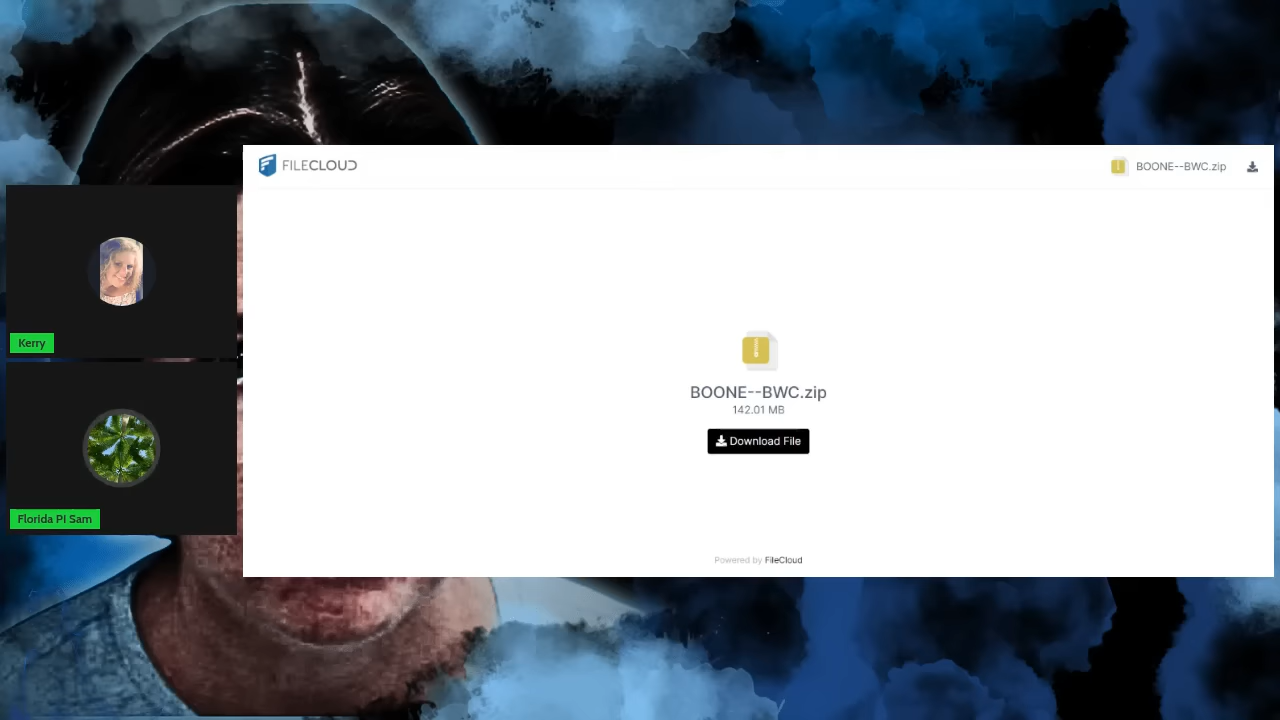 FILECLOUD
BOONE--BWC.zip
Kerry
BOONE--BWC.zip
142.01 MB
Download File
Florida PI Sam
Powered by FileCloud